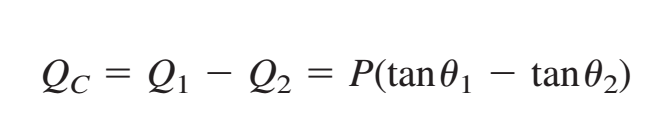 Q_C = Q_1 − Q_2 = P(tan θ_1 − tan θ_2)